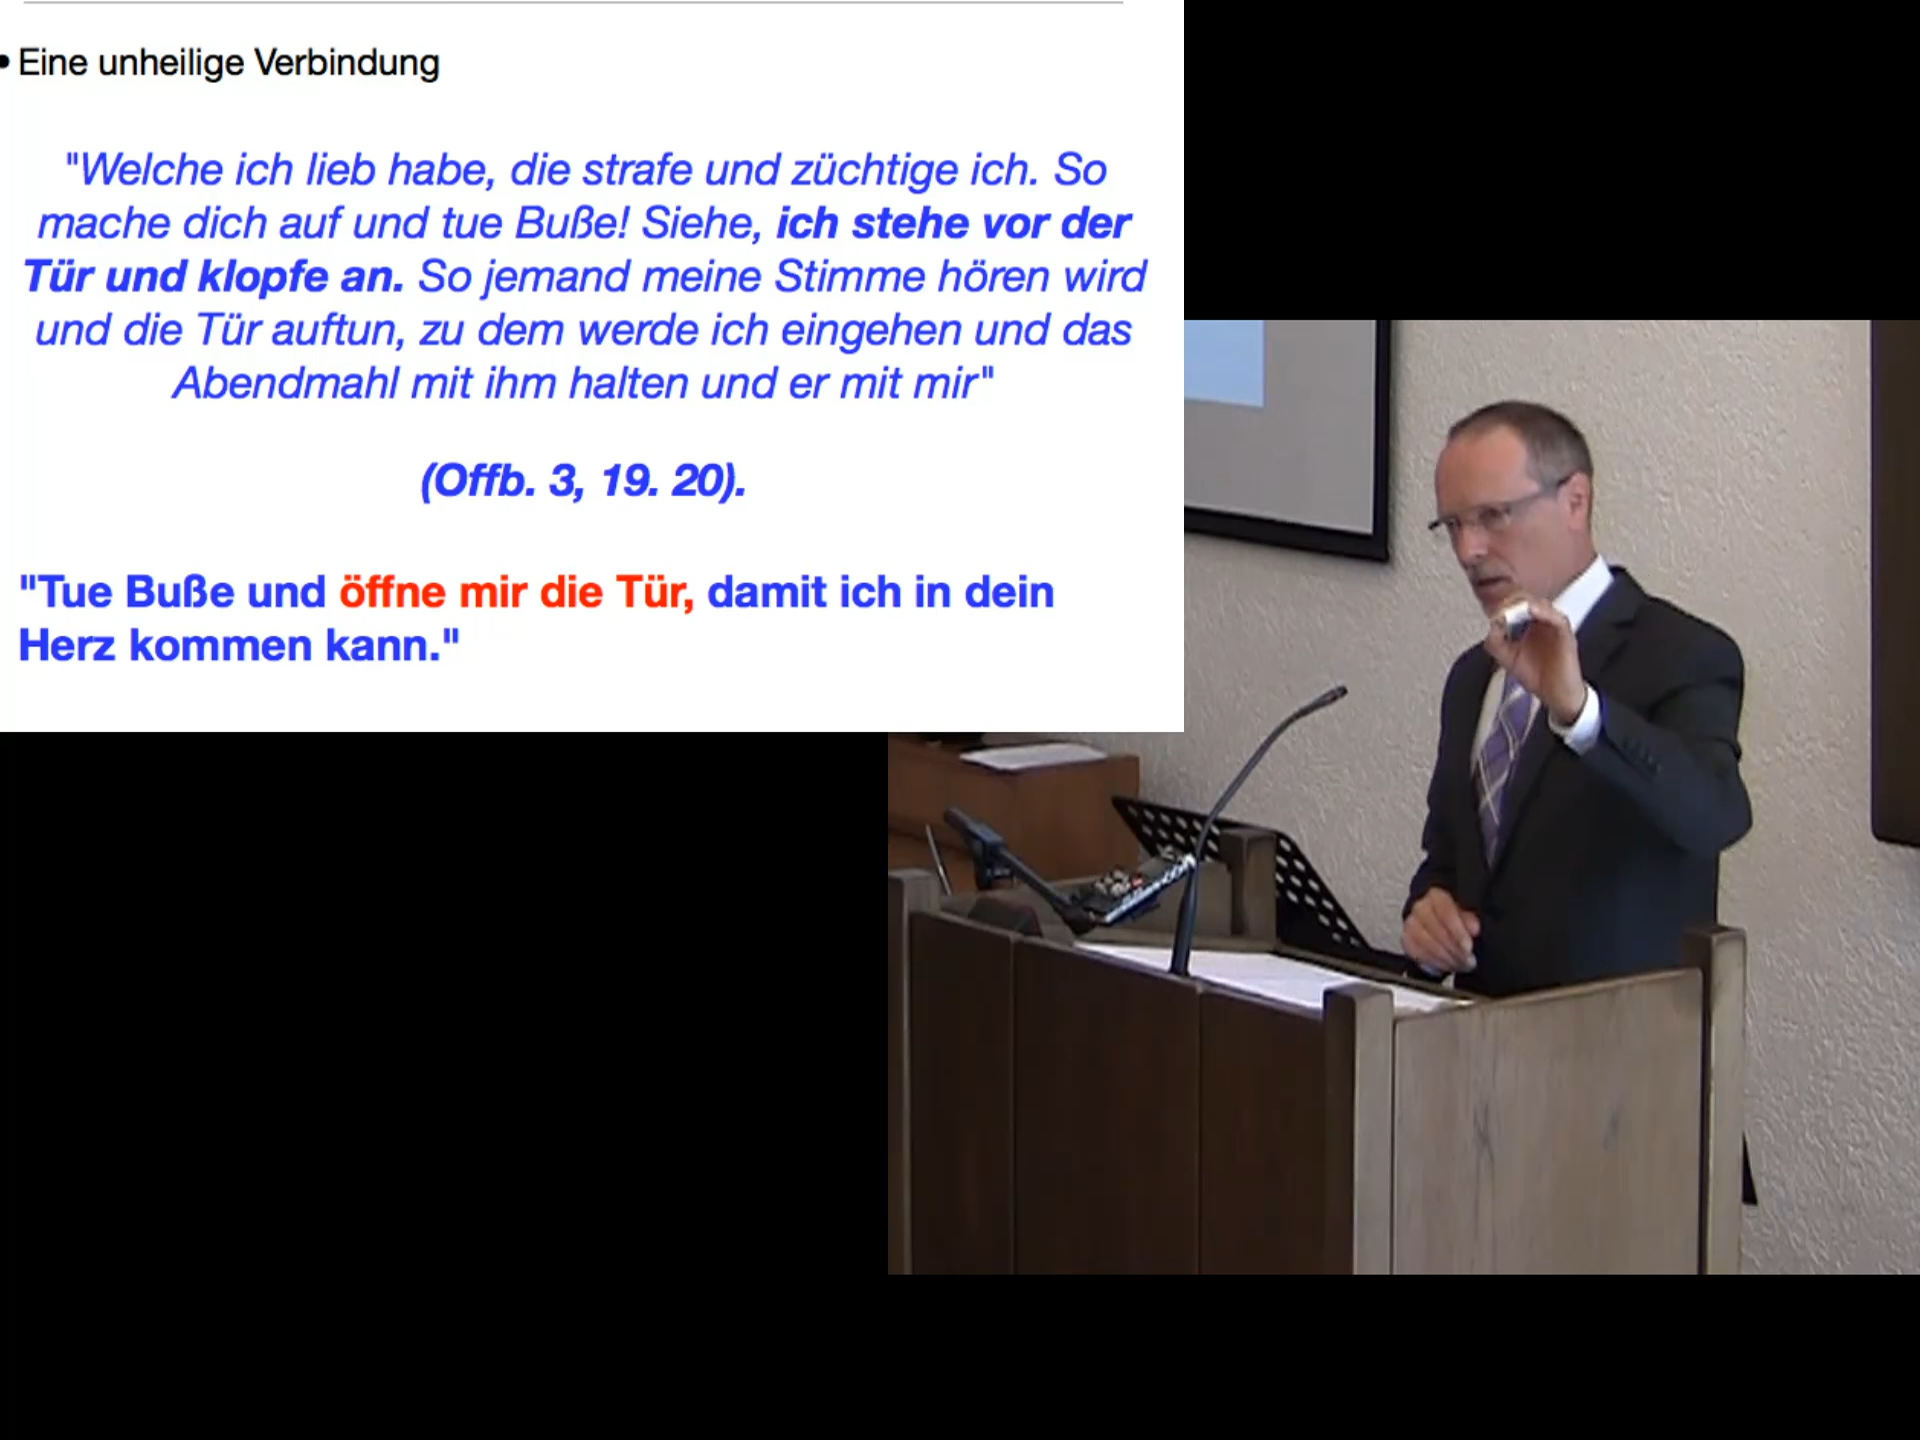 • Eine unheilige Verbindung
"Welche ich lieb habe, die strafe und züchtige ich. So
mache dich auf und tue Buße! Siehe, ich stehe vor der
Tür und klopfe an. So jemand meine Stimme hören wird
und die Tür auftun, zu dem werde ich eingehen und das
Abendmahl mit ihm halten und er mit mir"
(Offb. 3, 19. 20).
"Tue Buße und öffne mir die Tür, damit ich in dein
Herz kommen kann."